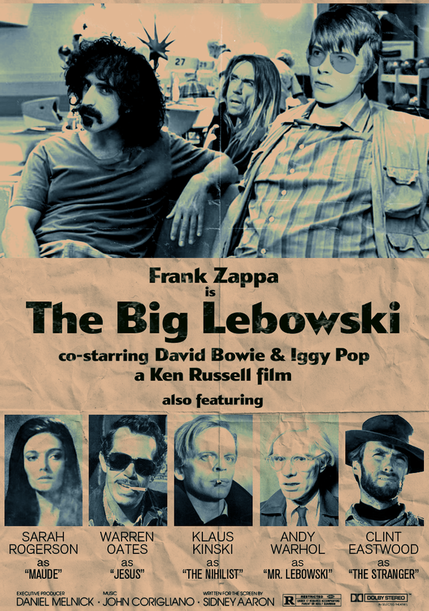 27
Frank Zappa
is
The Big Lebowski
co-starring David Bowie & Iggy Pop
a Ken Russell film
also featuring
SARAH ROGERSON
as
"MAUDE"
WARREN OATES
as
"JESUS"
KLAUS KINSKI
as
"THE NIHILIST"
ANDY WARHOL
as
"MR. LEBOWSKI"
CLINT EASTWOOD
as
"THE STRANGER"
EXECUTIVE PRODUCER
DANIEL MELNICK
MUSIC
JOHN CORIGLIANO
WRITTEN FOR THE SCREEN BY
SIDNEY AARON
R RESTRICTED
DOLBY STEREO